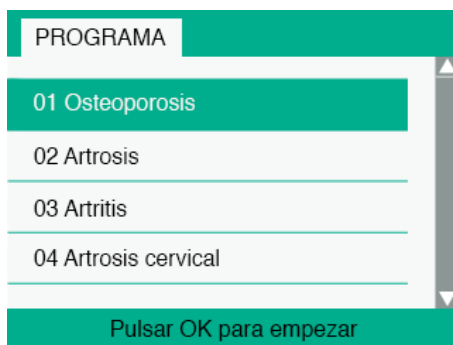 PROGRAMA
01 Osteoporosis
02 Artrosis
03 Artritis
04 Artrosis cervical
Pulsar OK para empezar